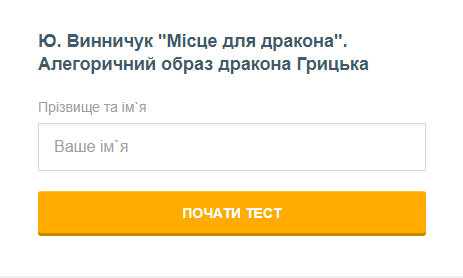 Ю. Винничук "Місце для дракона".
Алегоричний образ дракона Грицька
Прізвище та ім`я
Ваше ім`я
ПОЧАТИ ТЕСТ